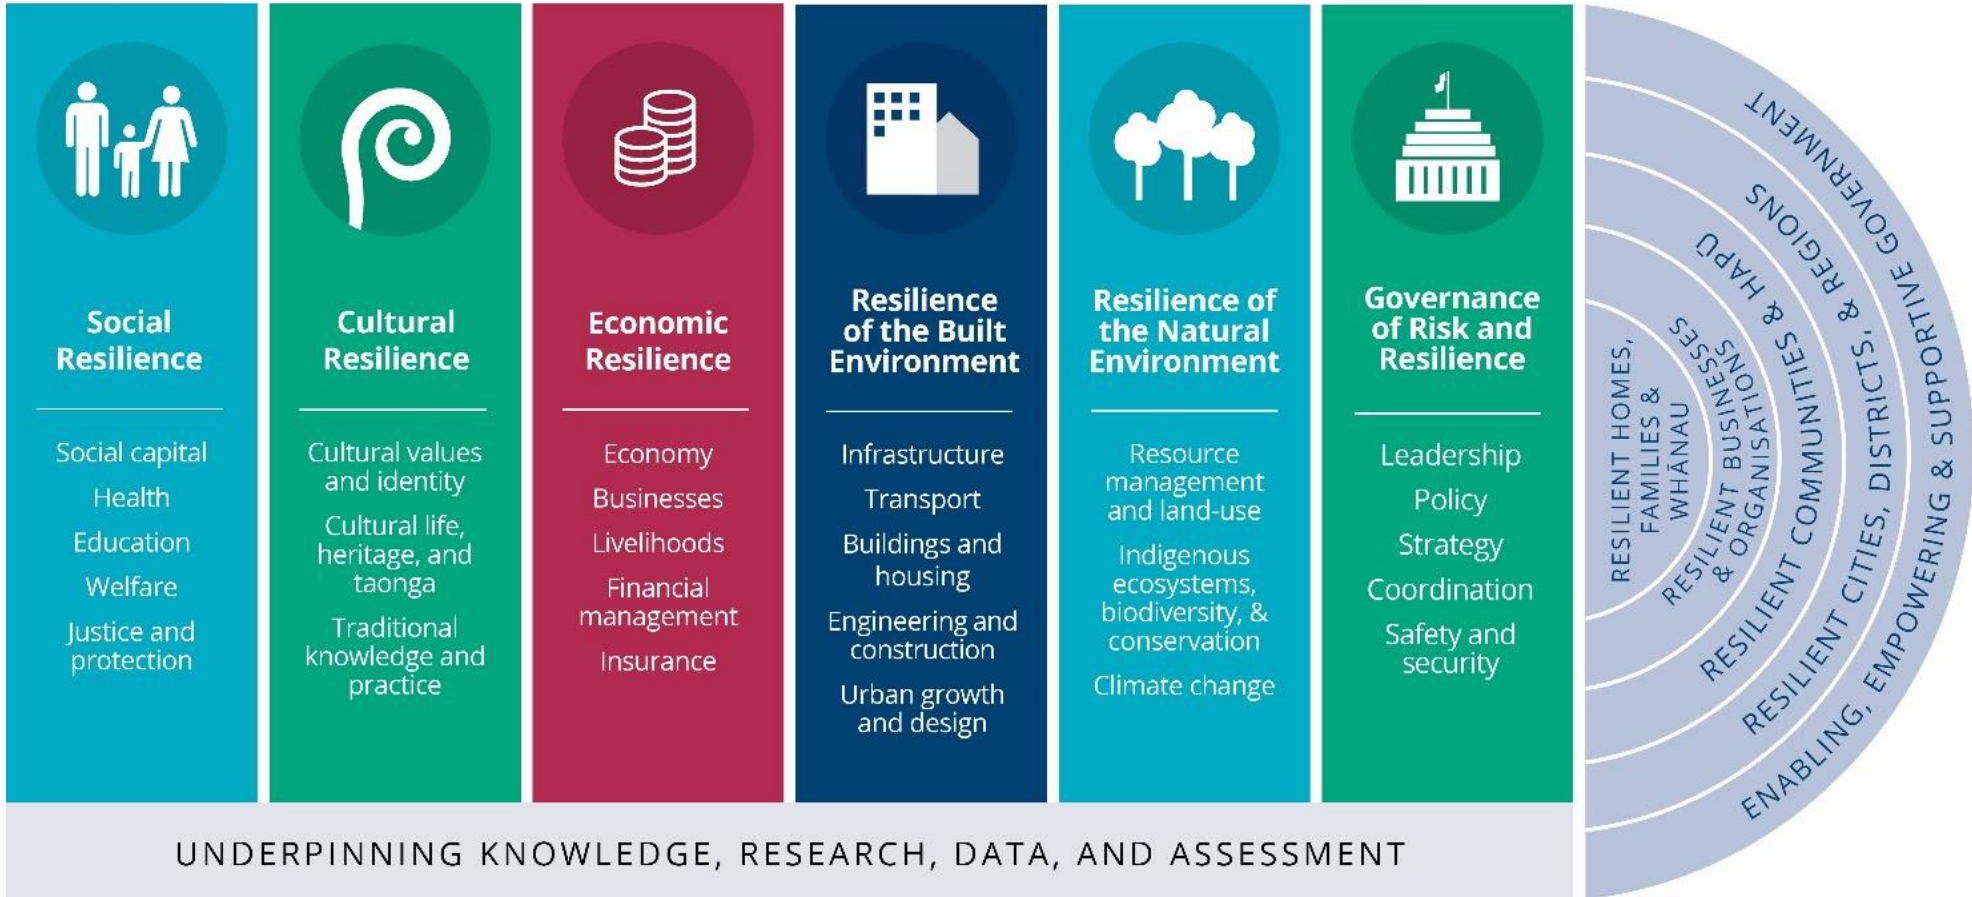 Social
Resilience
Social capital
Health
Education
Welfare
Justice and
protection
Cultural
Resilience
Cultural values
and identity
Cultural life,
heritage, and
taonga
Traditional
knowledge and
practice
Economic
Resilience
Economy
Businesses
Livelihoods
Financial
management
Insurance
Resilience
of the Built
Environment
Infrastructure
Transport
Buildings and
housing
Engineering and
construction
Urban growth
and design
Resilience of
the Natural
Environment
Resource
management
and land-use
Indigenous
ecosystems,
biodiversity, &
conservation
Climate change
Governance
of Risk and
Resilience
Leadership
Policy
Strategy
Coordination
Safety and
security
RESILIENT HOMES,
FAMILIES &
WHĀNAU
RESILIENT BUSINESSES
& ORGANISATIONS
RESILIENT COMMUNITIES & HAPŪ
RESILIENT CITIES, DISTRICTS, & REGIONS
ENABLING, EMPOWERING & SUPPORTIVE GOVERNMENT
UNDERPINNING KNOWLEDGE, RESEARCH, DATA, AND ASSESSMENT